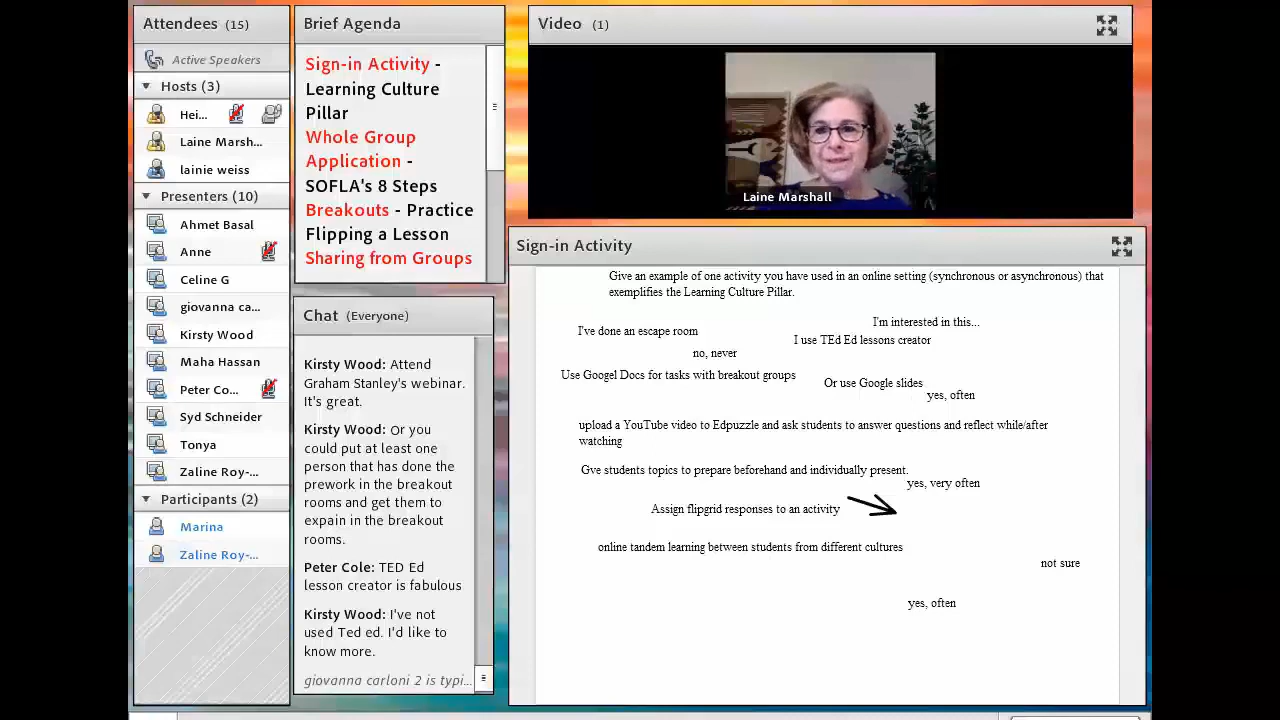 Attendees (15)
Active Speakers
Hosts (3)
Hei...
Laine Marsh...
lainie weiss
Presenters (10)
Ahmet Basal
Anne
Celine G
giovanna ca...
Kirsty Wood
Maha Hassan
Peter Co...
Syd Schneider
Tonya
Zaline Roy-...
Participants (2)
Marina
Zaline Roy-...
Brief Agenda
Sign-in Activity -
Learning Culture
Pillar
Whole Group
Application -
SOFLA's 8 Steps
Breakouts - Practice
Flipping a Lesson
Sharing from Groups
Chat (Everyone)
Kirsty Wood: Attend
Graham Stanley's webinar.
It's great.
Kirsty Wood: Or you
could put at least one
person that has done the
prework in the breakout
rooms and get them to
expain in the breakout
rooms.
Peter Cole: TED Ed
lesson creator is fabulous
Kirsty Wood: I've not
used Ted ed. I'd like to
know more.
giovanna carloni 2 is typi...
Video (1)
Laine Marshall
Sign-in Activity
Give an example of one activity you have used in an online setting (synchronous or asynchronous) that
exemplifies the Learning Culture Pillar.
I'm interested in this...
I've done an escape room
I use TEd Ed lessons creator
no, never
Use Googel Docs for tasks with breakout groups
Or use Google slides
yes, often
upload a YouTube video to Edpuzzle and ask students to answer questions and reflect while/after
watching
Gve students topics to prepare beforehand and individually present.
yes, very often
Assign flipgrid responses to an activity
online tandem learning between students from different cultures
not sure
yes, often